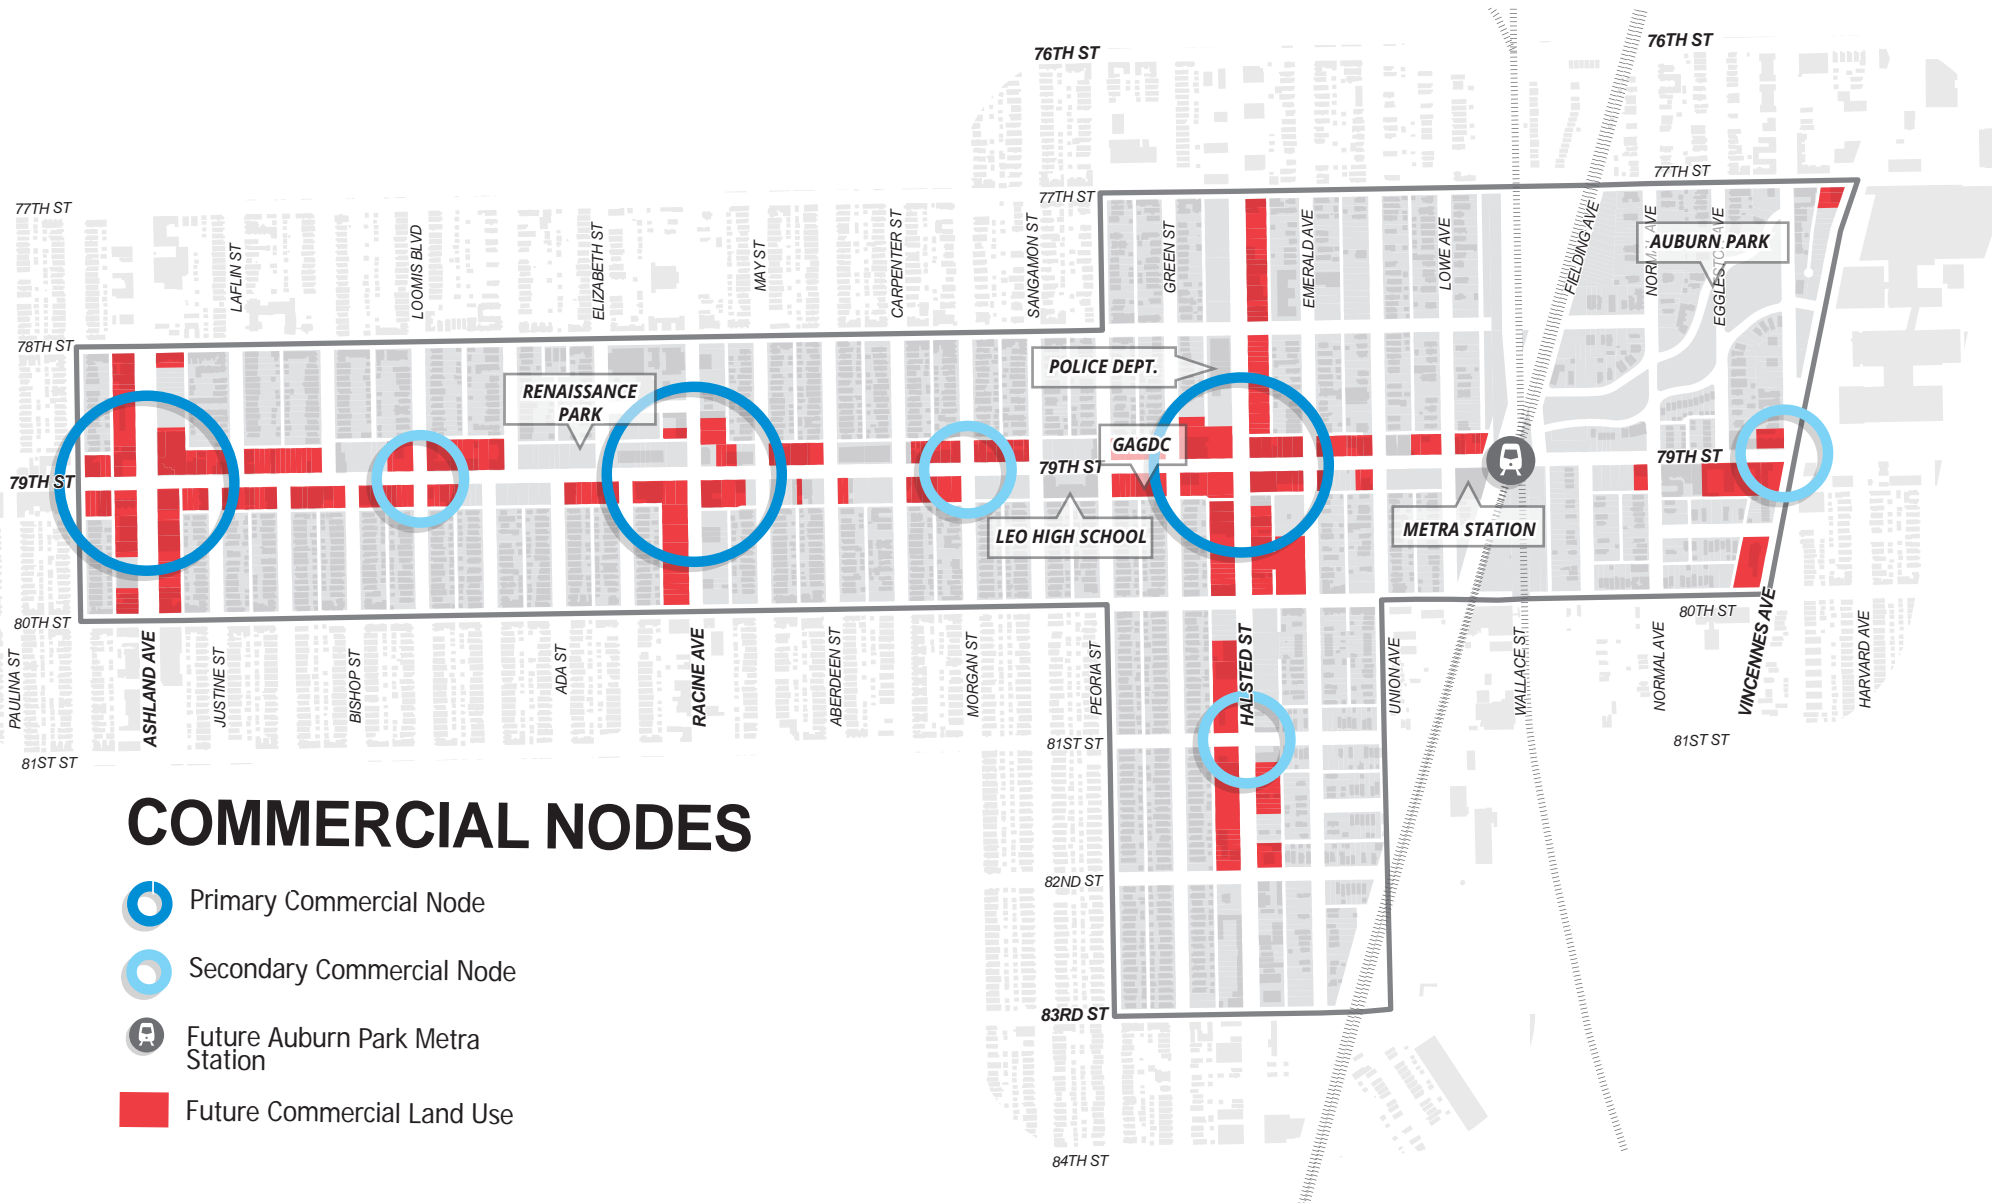 76TH ST
76TH ST
77TH ST
77TH ST
77TH ST
LAFLIN ST
LOOMIS BLVD
ELIZABETH ST
MAY ST
CARPENTER ST
SANGAMON ST
GREEN ST
EMERALD AVE
LOWE AVE
FIELDING AVE
NORMAL AVE
EGGLESTON AVE
AUBURN PARK
78TH ST
POLICE DEPT.
RENAISSANCE
PARK
GAGDC
79TH ST
79TH ST
79TH ST
LEO HIGH SCHOOL
METRA STATION
80TH ST
80TH ST
PAULINA ST
ASHLAND AVE
JUSTINE ST
BISHOP ST
ADA ST
RACINE AVE
ABERDEEN ST
MORGAN ST
PEORIA ST
HALSTED ST
UNION AVE
WALLACE ST
NORMAL AVE
VINCENNES AVE
HARVARD AVE
81ST ST
81ST ST
81ST ST
82ND ST
83RD ST
84TH ST
COMMERCIAL NODES
Primary Commercial Node
Secondary Commercial Node
Future Auburn Park Metra
Station
Future Commercial Land Use